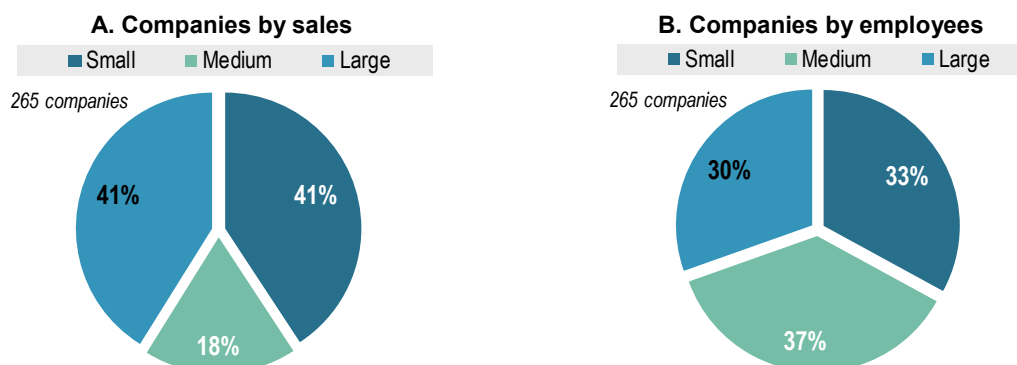 A. Companies by sales
Small Medium Large
265 companies
41%
41%
18%
B. Companies by employees
Small Medium Large
265 companies
30%
33%
37%